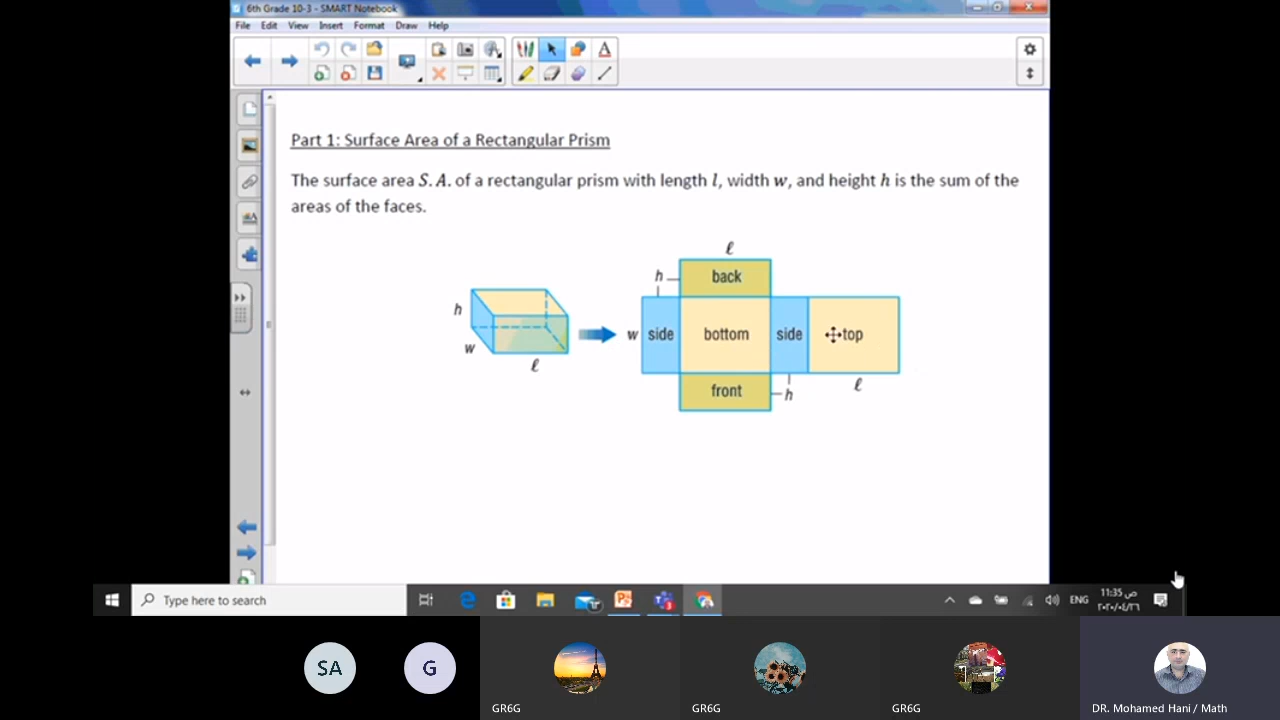 6th Grade 10-3 - SMART Notebook
File Edit View Insert Format Draw Help
Part 1: Surface Area of a Rectangular Prism
The surface area S.A. of a rectangular prism with length l, width w, and height h is the sum of the
areas of the faces.
ℓ
h
back
h
w
ℓ
w
side
bottom
side
top
front
h
ℓ
Type here to search
ENG
11:35 ص
٢٠٢٠/٠٤/٢٦
SA
G
GR6G
GR6G
GR6G
DR. Mohamed Hani / Math